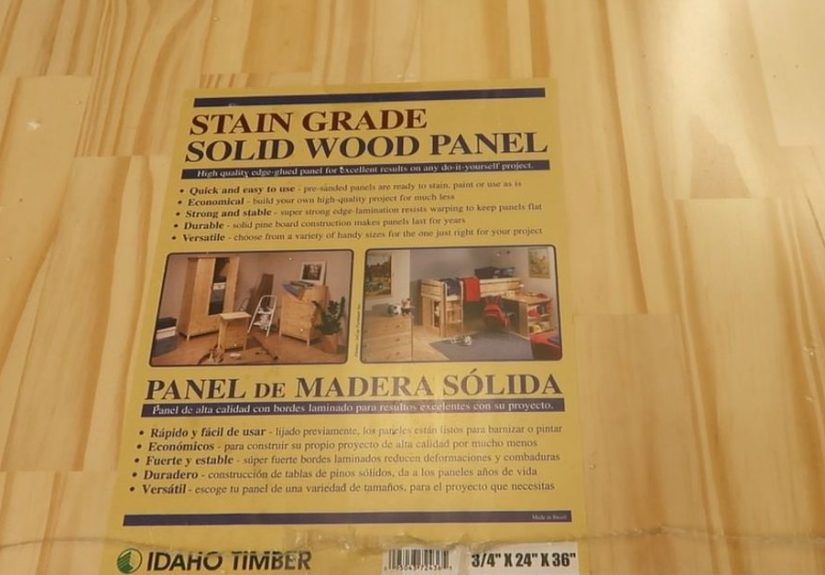 STAIN GRADE
SOLID WOOD PANEL
High quality edge-glued panel for excellent results on any do-it-yourself project.
• Quick and easy to use - pre-sanded panels are ready to stain, paint or use as is
• Economical - build your own high-quality project for much less
• Strong and stable - super strong edge-lamination resists warping to keep panels flat
• Durable - solid pine board construction makes panels last for years
• Versatile - choose from a variety of handy sizes for the one just right for your project
PANEL DE MADERA SÓLIDA
Panel de alta calidad con bordes laminado para resultos excelentes con su proyecto.
• Rápido y fácil de usar - lijado previamente, los paneles están listos para barnizar o pintar
• Económicos - para construir su propio proyecto de alta calidad por mucho menos
• Fuerte y estable - súper fuerte bordes laminados reducen deformaciones y combaduras
• Duradero - construcción de tablas de pinos sólidos, da a los paneles años de vida
• Versátil - escoge tu panel de una variedad de tamaños, para el proyecto que necesitas
Made in Brazil
IDAHO TIMBER
3/4" X 24" X 36"